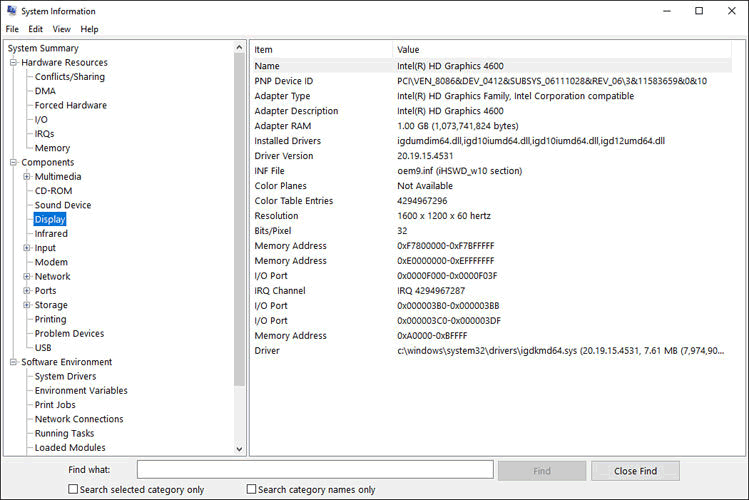 System Information
File Edit View Help
System Summary
Hardware Resources
Conflicts/Sharing
DMA
Forced Hardware
I/O
IRQs
Memory
Components
Multimedia
CD-ROM
Sound Device
Display
Infrared
Input
Modem
Network
Ports
Storage
Printing
Problem Devices
USB
Software Environment
System Drivers
Environment Variables
Print Jobs
Network Connections
Running Tasks
Loaded Modules
Item Value
Name Intel(R) HD Graphics 4600
PNP Device ID PCI\VEN_8086&DEV_0412&SUBSYS_06111028&REV_06\3&11583659&0&10
Adapter Type Intel(R) HD Graphics Family, Intel Corporation compatible
Adapter Description Intel(R) HD Graphics 4600
Adapter RAM 1.00 GB (1,073,741,824 bytes)
Installed Drivers igdumdim64.dll,igd10iumd64.dll,igd10iumd64.dll,igd12umd64.dll
Driver Version 20.19.15.4531
INF File oem9.inf (iHSWD_w10 section)
Color Planes Not Available
Color Table Entries 4294967296
Resolution 1600 x 1200 x 60 hertz
Bits/Pixel 32
Memory Address 0xF7800000-0xF7BFFFFF
Memory Address 0xE0000000-0xEFFFFFFF
I/O Port 0x0000F000-0x0000F03F
IRQ Channel IRQ 4294967287
I/O Port 0x000003B0-0x000003BB
I/O Port 0x000003C0-0x000003DF
Memory Address 0xA0000-0xBFFFF
Driver c:\windows\system32\drivers\igdkmd64.sys (20.19.15.4531, 7.61 MB (7,974,90...
Find what: Find Close Find
Search selected category only Search category names only